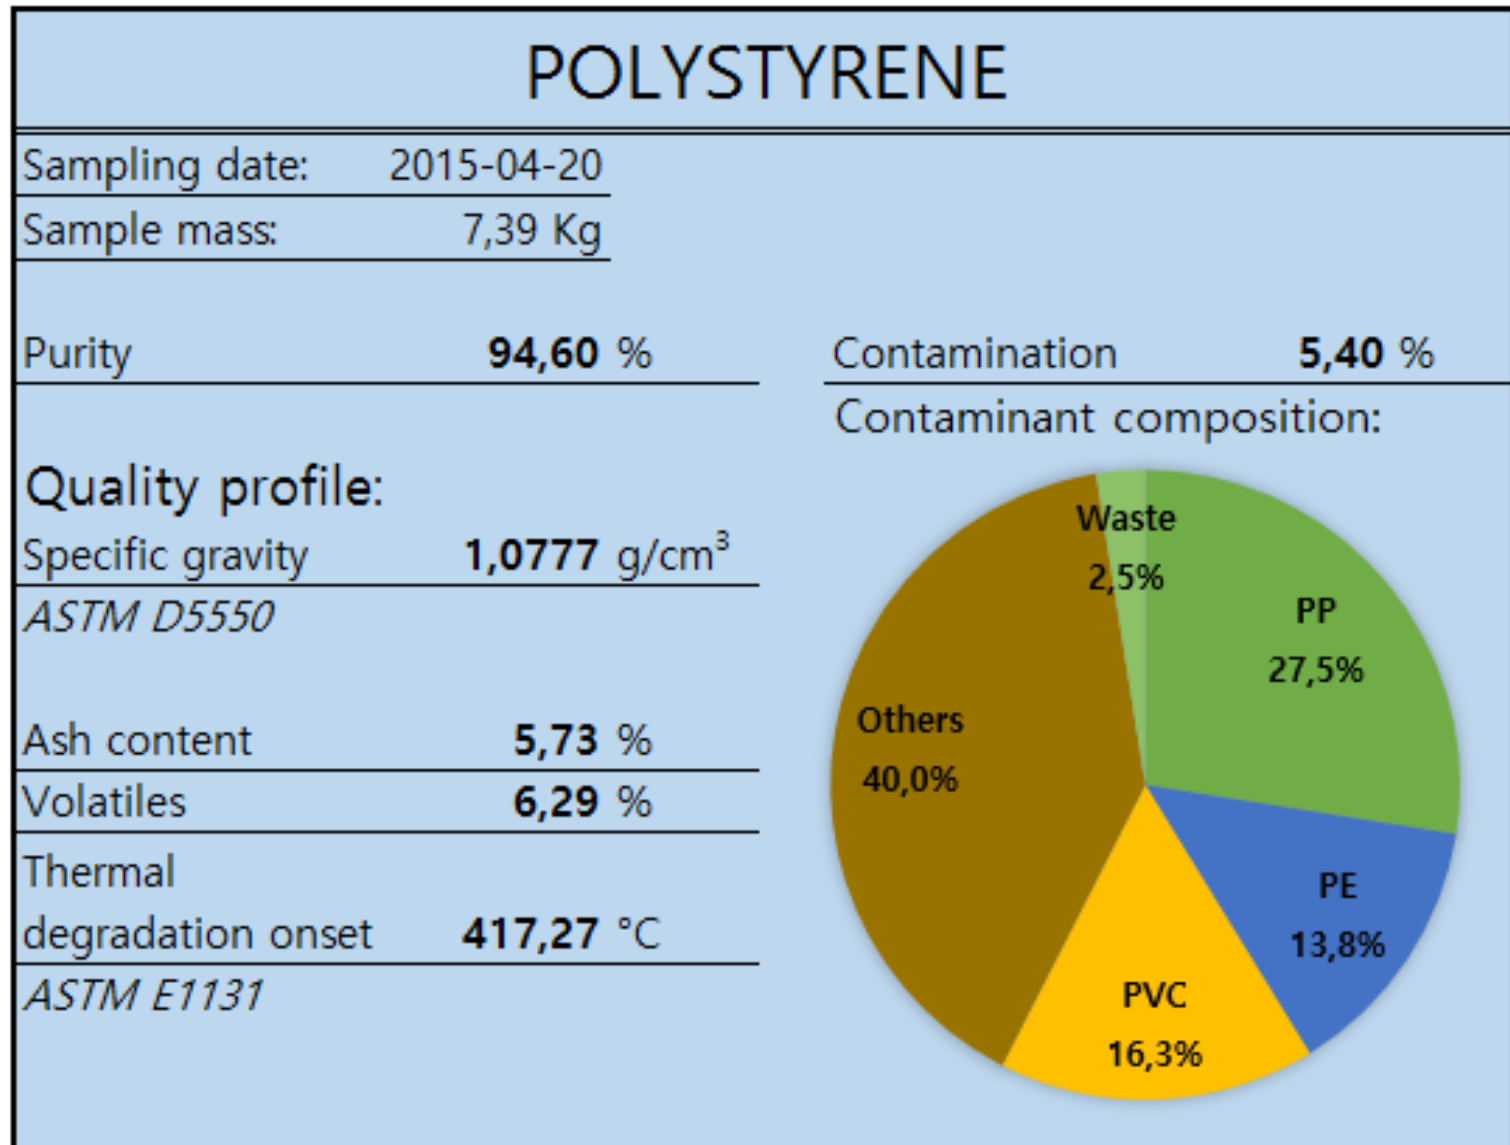 POLYSTYRENE
Sampling date: 2015-04-20
Sample mass: 7,39 Kg
Purity 94,60 %
Contamination 5,40 %
Contaminant composition:
Quality profile:
Specific gravity 1,0777 g/cm³
ASTM D5550
Ash content 5,73 %
Volatiles 6,29 %
Thermal
degradation onset 417,27 °C
ASTM E1131
Waste
2,5%
PP
27,5%
Others
40,0%
PE
13,8%
PVC
16,3%